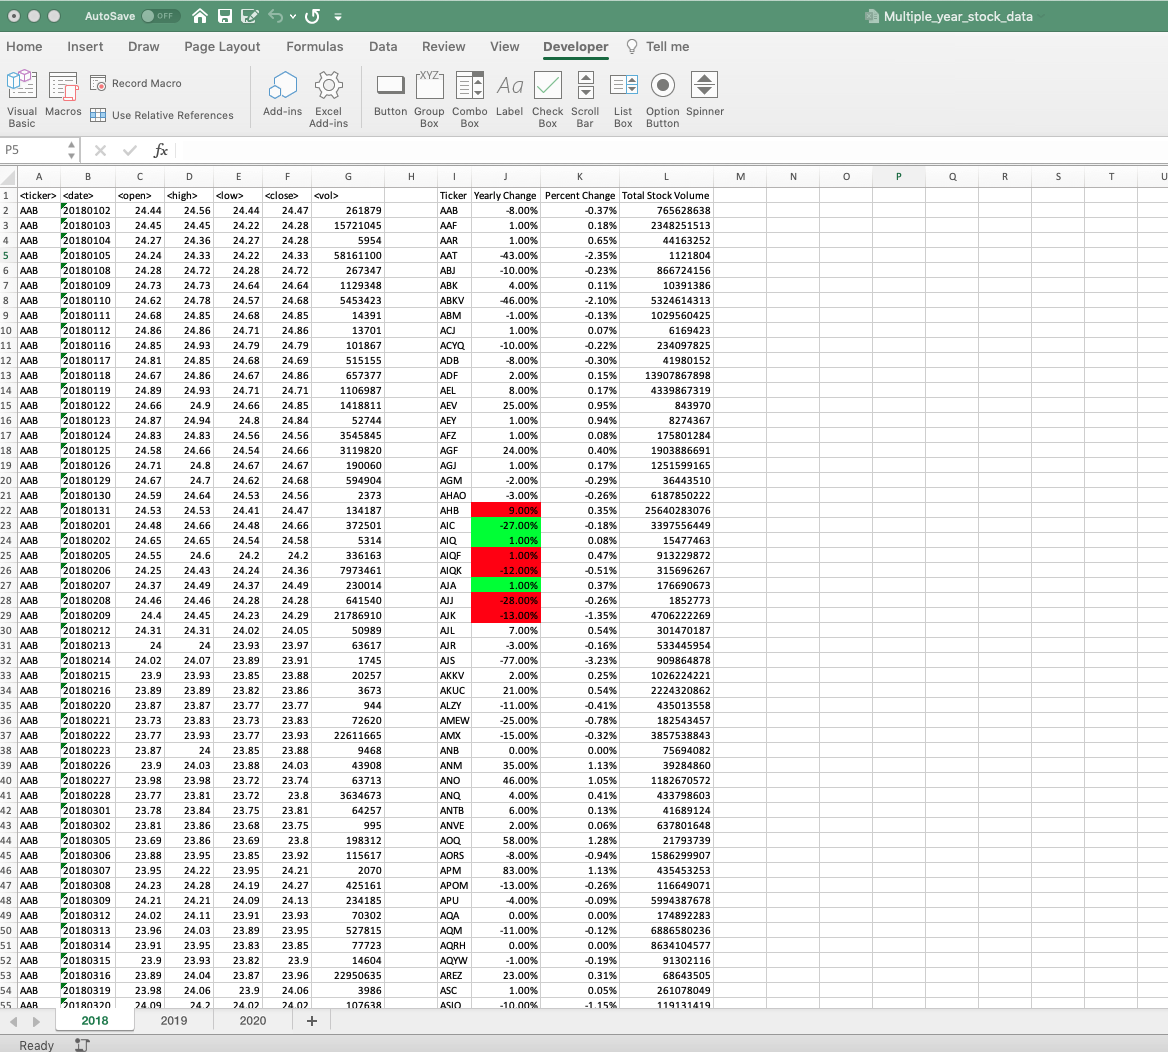 AutoSave OFF Multiple_year_stock_data
Home Insert Draw Page Layout Formulas Data Review View Developer Tell me
Visual Basic Macros Record Macro Use Relative References Add-ins Excel Add-ins Button XYZ Group Box Combo Box Aa Label Check Box Scroll Bar List Box Option Button Spinner
P5 fx
A B C D E F G H I J K L M N O P Q R S T U
1 <ticker> <date> <open> <high> <low> <close> <vol> Ticker Yearly Change Percent Change Total Stock Volume
2 AAB 20180102 24.44 24.56 24.44 24.47 261879 AAB -8.00% -0.37% 765628638
3 AAB 20180103 24.45 24.45 24.22 24.28 15721045 AAF 1.00% 0.18% 2348251513
4 AAB 20180104 24.27 24.36 24.27 24.28 5954 AAR 1.00% 0.65% 44163252
5 AAB 20180105 24.24 24.33 24.22 24.33 58161100 AAT -43.00% -2.35% 1121804
6 AAB 20180108 24.28 24.72 24.28 24.72 267347 ABJ -10.00% -0.23% 866724156
7 AAB 20180109 24.73 24.73 24.64 24.64 1129348 ABK 4.00% 0.11% 10391386
8 AAB 20180110 24.62 24.78 24.57 24.68 5453423 ABKV -46.00% -2.10% 5324614313
9 AAB 20180111 24.68 24.85 24.68 24.85 14391 ABM -1.00% -0.13% 1029560425
10 AAB 20180112 24.86 24.86 24.71 24.86 13701 ACJ 1.00% 0.07% 6169423
11 AAB 20180116 24.85 24.93 24.79 24.79 101867 ACYQ -10.00% -0.22% 234097825
12 AAB 20180117 24.81 24.85 24.68 24.69 515155 ADB -8.00% -0.30% 41980152
13 AAB 20180118 24.67 24.86 24.67 24.86 657377 ADF 2.00% 0.15% 13907867898
14 AAB 20180119 24.89 24.93 24.71 24.71 1106987 AEL 8.00% 0.17% 4339867319
15 AAB 20180122 24.66 24.9 24.66 24.85 1418811 AEV 25.00% 0.95% 843970
16 AAB 20180123 24.87 24.94 24.8 24.84 52744 AEY 1.00% 0.94% 8274367
17 AAB 20180124 24.83 24.83 24.56 24.56 3545845 AFZ 1.00% 0.08% 175801284
18 AAB 20180125 24.58 24.66 24.54 24.66 3119820 AGF 24.00% 0.40% 1903886691
19 AAB 20180126 24.71 24.8 24.67 24.67 190060 AGJ 1.00% 0.17% 1251599165
20 AAB 20180129 24.67 24.7 24.62 24.68 594904 AGM -2.00% -0.29% 36443510
21 AAB 20180130 24.59 24.64 24.53 24.56 2373 AHAO -3.00% -0.26% 6187850222
22 AAB 20180131 24.53 24.53 24.41 24.47 134187 AHB 9.00% 0.35% 25640283076
23 AAB 20180201 24.48 24.66 24.48 24.66 372501 AIC -27.00% -0.18% 3397556449
24 AAB 20180202 24.65 24.65 24.54 24.58 5314 AIQ 1.00% 0.08% 15477463
25 AAB 20180205 24.55 24.6 24.2 24.2 336163 AIQF 1.00% 0.47% 913229872
26 AAB 20180206 24.25 24.43 24.24 24.36 7973461 AIQK -12.00% -0.51% 315696267
27 AAB 20180207 24.37 24.49 24.37 24.49 230014 AJA 1.00% 0.37% 176690673
28 AAB 20180208 24.46 24.46 24.28 24.28 641540 AJJ -28.00% -0.26% 1852773
29 AAB 20180209 24.4 24.45 24.23 24.29 21786910 AJK -13.00% -1.35% 4706222269
30 AAB 20180212 24.31 24.31 24.02 24.05 50989 AJL 7.00% 0.54% 301470187
31 AAB 20180213 24 24 23.93 23.97 63617 AJR -3.00% -0.16% 533445954
32 AAB 20180214 24.02 24.07 23.89 23.91 1745 AJS -77.00% -3.23% 909864878
33 AAB 20180215 23.9 23.93 23.85 23.88 20257 AKKV 2.00% 0.25% 1026224221
34 AAB 20180216 23.89 23.89 23.82 23.86 3673 AKUC 21.00% 0.54% 2224320862
35 AAB 20180220 23.87 23.87 23.77 23.77 944 ALZY -11.00% -0.41% 435013558
36 AAB 20180221 23.73 23.83 23.73 23.83 72620 AMEW -25.00% -0.78% 182543457
37 AAB 20180222 23.77 23.93 23.77 23.93 22611665 AMX -15.00% -0.32% 3857538843
38 AAB 20180223 23.87 24 23.85 23.88 9468 ANB 0.00% 0.00% 75694082
39 AAB 20180226 23.9 24.03 23.88 24.03 43908 ANM 35.00% 1.13% 39284860
40 AAB 20180227 23.98 23.98 23.72 23.74 63713 ANO 46.00% 1.05% 1182670572
41 AAB 20180228 23.77 23.81 23.72 23.8 3634673 ANQ 4.00% 0.41% 433798603
42 AAB 20180301 23.78 23.84 23.75 23.81 64257 ANTB 6.00% 0.13% 41689124
43 AAB 20180302 23.81 23.86 23.68 23.75 995 ANVE 2.00% 0.06% 637801648
44 AAB 20180305 23.69 23.86 23.69 23.8 198312 AOQ 58.00% 1.28% 21793739
45 AAB 20180306 23.88 23.95 23.85 23.92 115617 AORS -8.00% -0.94% 1586299907
46 AAB 20180307 23.95 24.22 23.95 24.21 2070 APM 83.00% 1.13% 435453253
47 AAB 20180308 24.23 24.28 24.19 24.27 425161 APOM -13.00% -0.26% 116649071
48 AAB 20180309 24.21 24.21 24.09 24.13 234185 APU -4.00% -0.09% 5994387678
49 AAB 20180312 24.02 24.11 23.91 23.93 70302 AQA 0.00% 0.00% 174892283
50 AAB 20180313 23.96 24.03 23.89 23.95 527815 AQM -11.00% -0.12% 6886580236
51 AAB 20180314 23.91 23.95 23.83 23.85 77723 AQRH 0.00% 0.00% 8634104577
52 AAB 20180315 23.9 23.93 23.82 23.9 14604 AQYW -1.00% -0.19% 91302116
53 AAB 20180316 23.89 24.04 23.87 23.96 22950635 AREZ 23.00% 0.31% 68643505
54 AAB 20180319 23.98 24.06 23.9 24.06 3986 ASC 1.00% 0.05% 261078049
55 AAB 20180320 24.09 24.2 24.02 24.02 107638 ASIO -10.00% -1.15% 119131419
2018 2019 2020 +
Ready